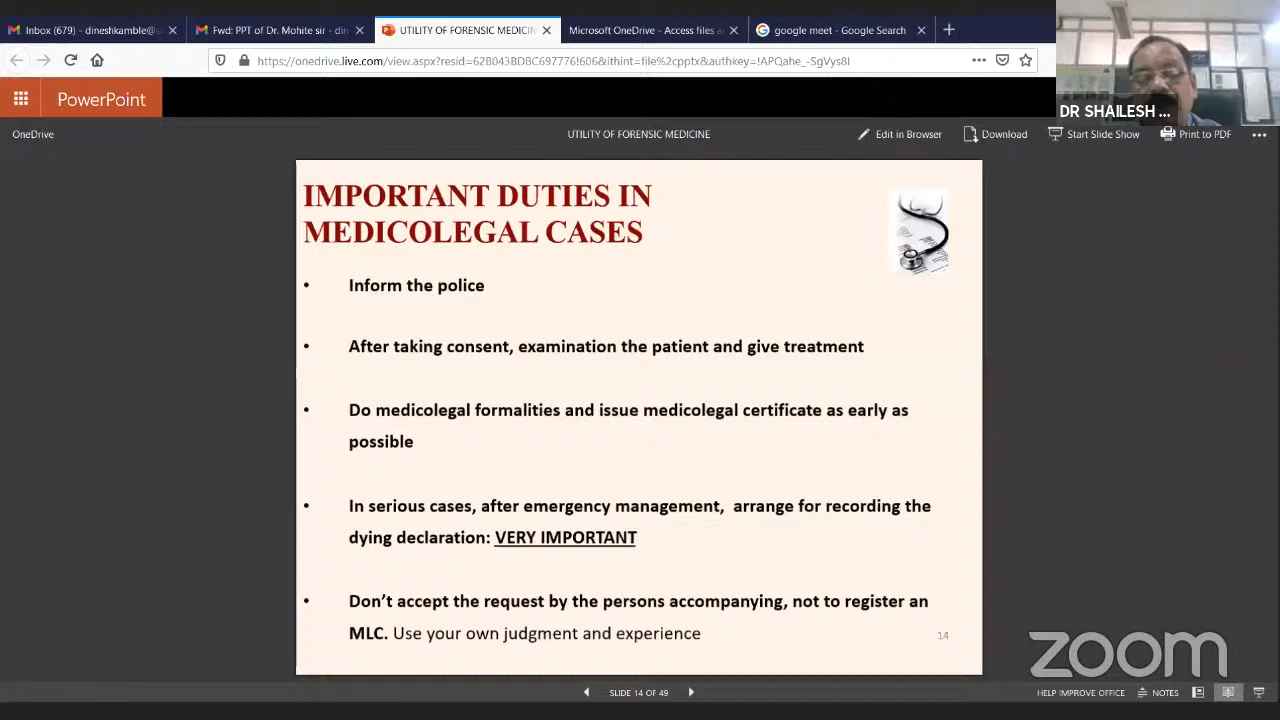 Inbox (679) - dineshkamble@s
Fwd: PPT of Dr. Mohite sir - din
UTILITY OF FORENSIC MEDICIN
Microsoft OneDrive - Access files a
google meet - Google Search
https://onedrive.live.com/view.aspx?resid=62B9E3BDBC697776!606&ithint=file%2cpptx&authkey=!APQahe_-SgVys8I
PowerPoint
DR SHAILESH ...
OneDrive
UTILITY OF FORENSIC MEDICINE
Edit in Browser
Download
Start Slide Show
Print to PDF
IMPORTANT DUTIES IN
MEDICOLEGAL CASES
• Inform the police
• After taking consent, examination the patient and give treatment
• Do medicolegal formalities and issue medicolegal certificate as early as
possible
• In serious cases, after emergency management, arrange for recording the
dying declaration: VERY IMPORTANT
• Don't accept the request by the persons accompanying, not to register an
MLC. Use your own judgment and experience
14
zoom
SLIDE 14 OF 49
HELP IMPROVE OFFICE
NOTES